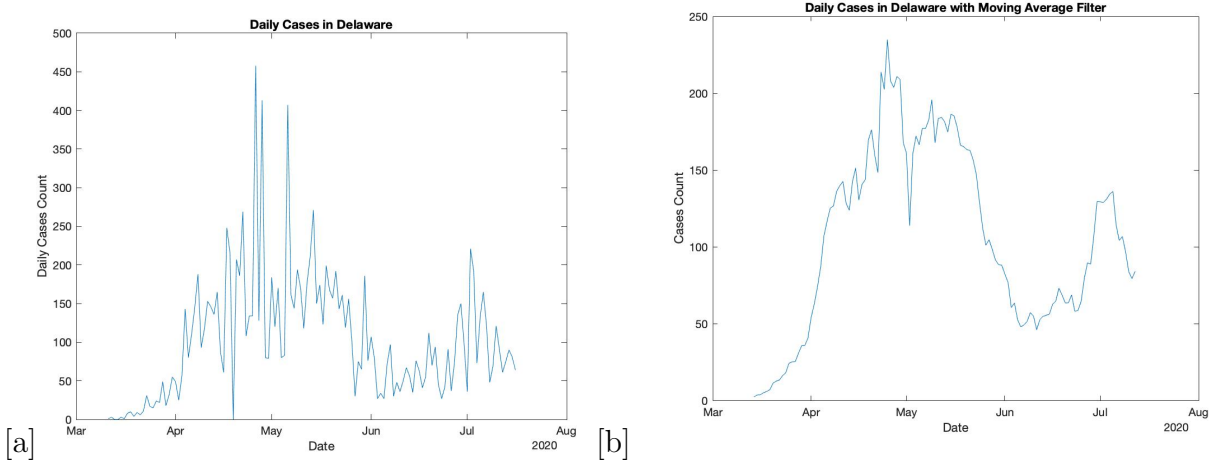 Daily Cases in Delaware
500
450
400
350
300
250
200
150
100
50
0
Daily Cases Count
Mar Apr May Jun Jul Aug
Date 2020
[a]
Daily Cases in Delaware with Moving Average Filter
250
200
150
100
50
0
Cases Count
Mar Apr May Jun Jul Aug
Date 2020
[b]